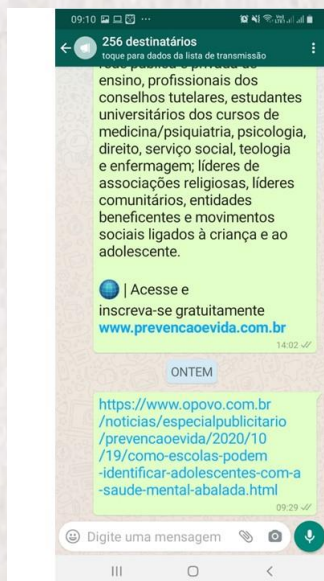 09:10
256 destinatários
toque para dados da lista de transmissão
ensino, profissionais dos
conselhos tutelares, estudantes
universitários dos cursos de
medicina/psiquiatria, psicologia,
direito, serviço social, teologia
e enfermagem; líderes de
associações religiosas, líderes
comunitários, entidades
beneficentes e movimentos
sociais ligados à criança e ao
adolescente.
| Acesse e
inscreva-se gratuitamente
www.prevencaoevida.com.br
14:02
ONTEM
https://www.opovo.com.br
/noticias/especialpublicitario
/prevencaoevida/2020/10
/19/como-escolas-podem
-identificar-adolescentes-com-a
-saude-mental-abalada.html
09:29
Digite uma mensagem